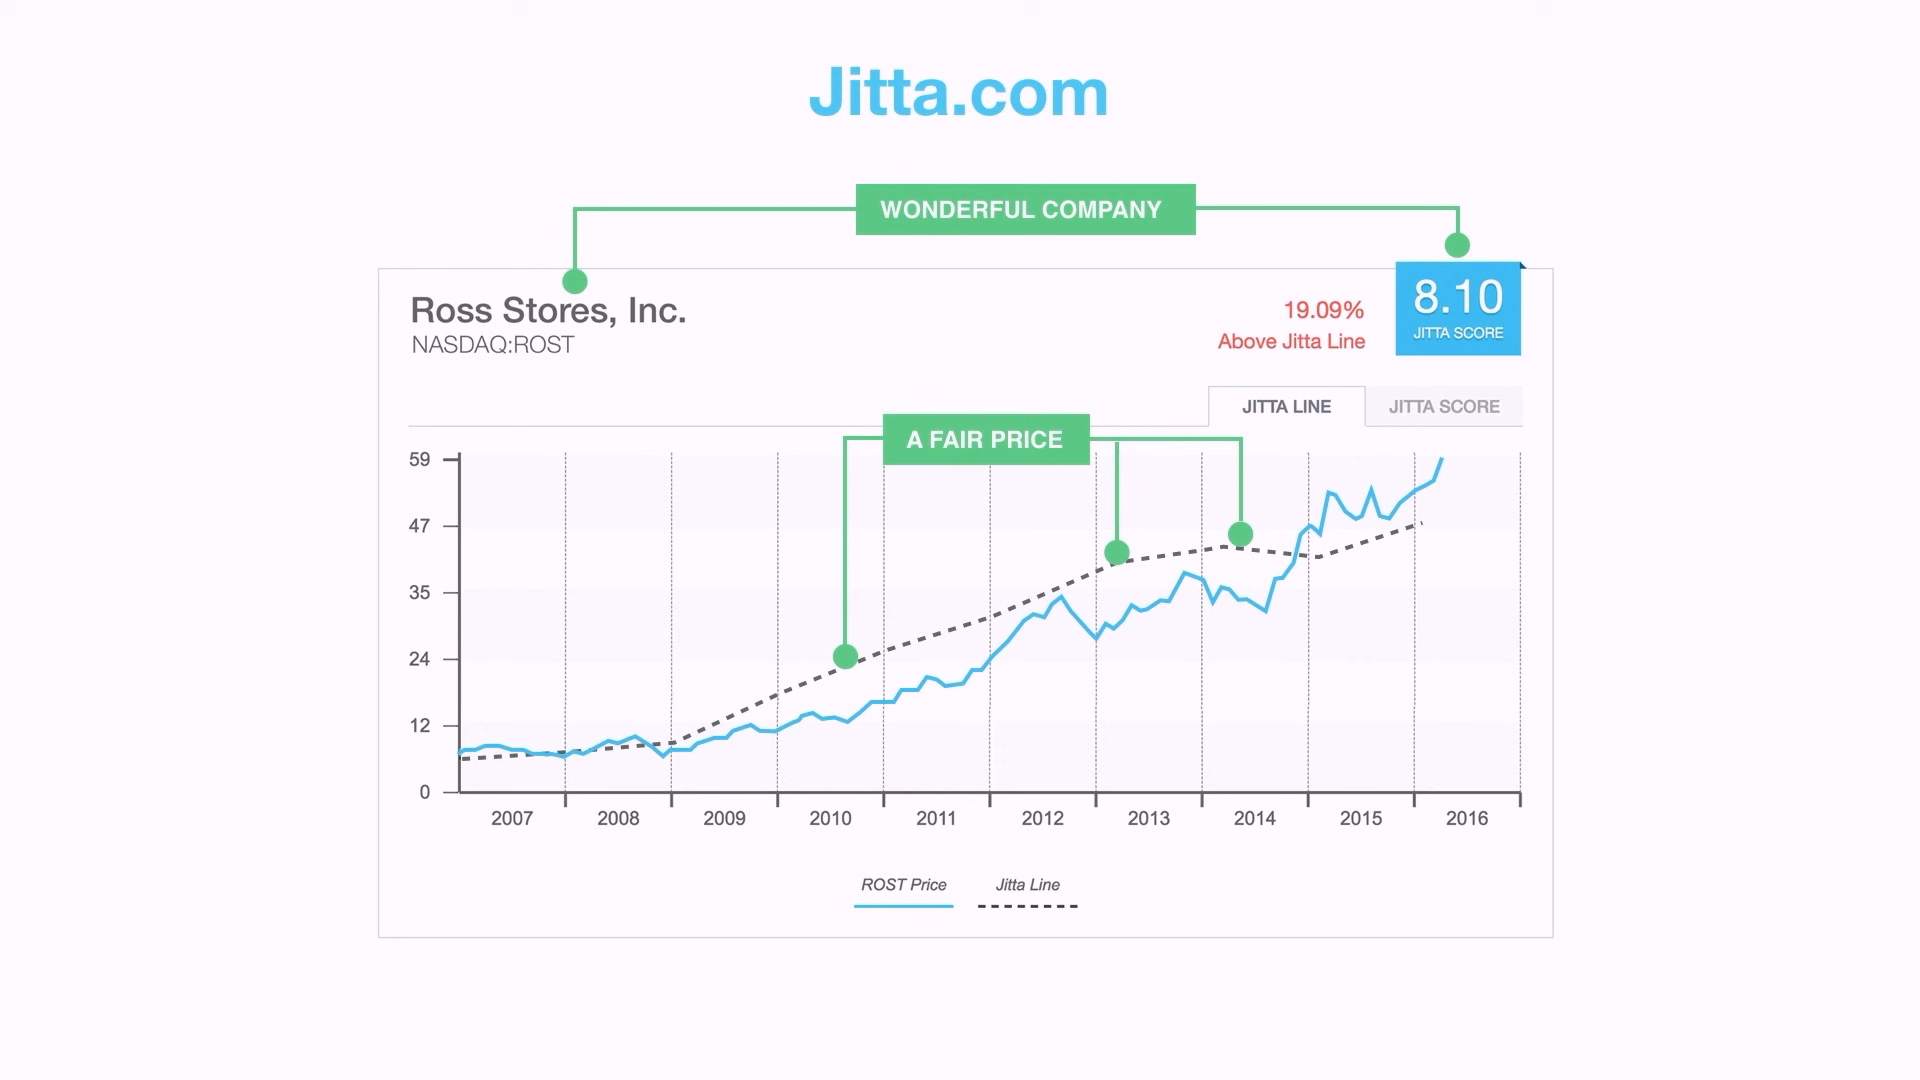 Jitta.com
WONDERFUL COMPANY
Ross Stores, Inc.
NASDAQ:ROST
19.09%
Above Jitta Line
8.10
JITTA SCORE
JITTA LINE
JITTA SCORE
A FAIR PRICE
59
47
35
24
12
0
2007 2008 2009 2010 2011 2012 2013 2014 2015 2016
ROST Price Jitta Line